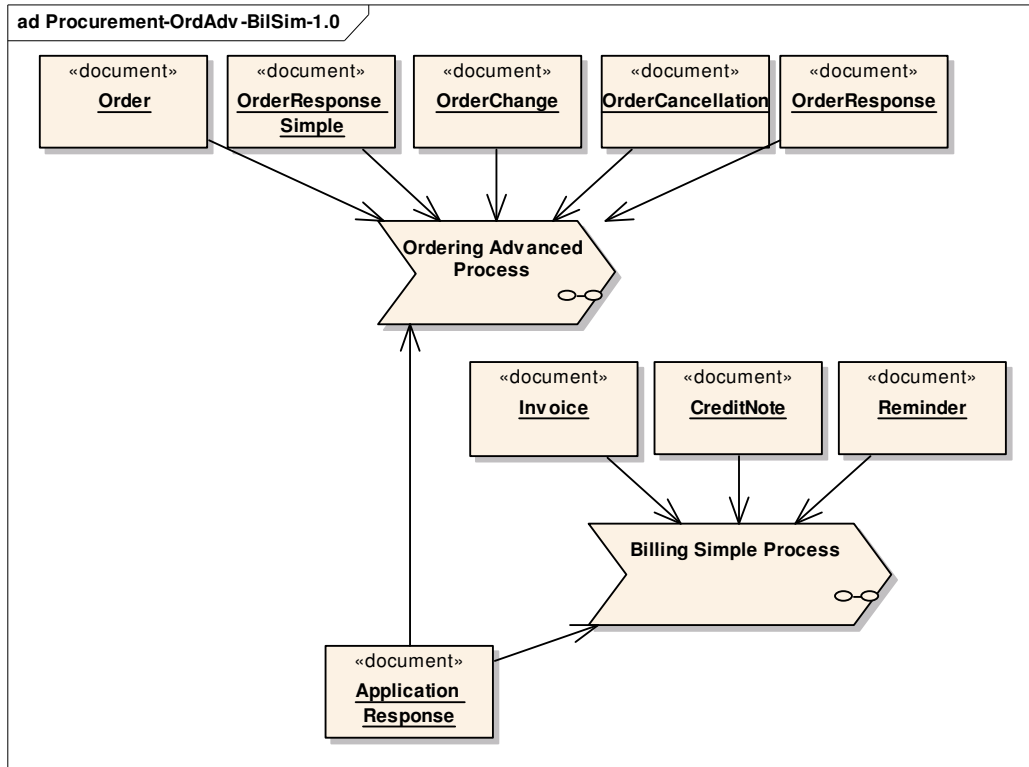 ad Procurement-OrdAdv-BilSim-1.0
«document»
Order
«document»
OrderResponse
Simple
«document»
OrderChange
«document»
OrderCancellation
«document»
OrderResponse
Ordering Advanced
Process
«document»
Invoice
«document»
CreditNote
«document»
Reminder
Billing Simple Process
«document»
Application
Response